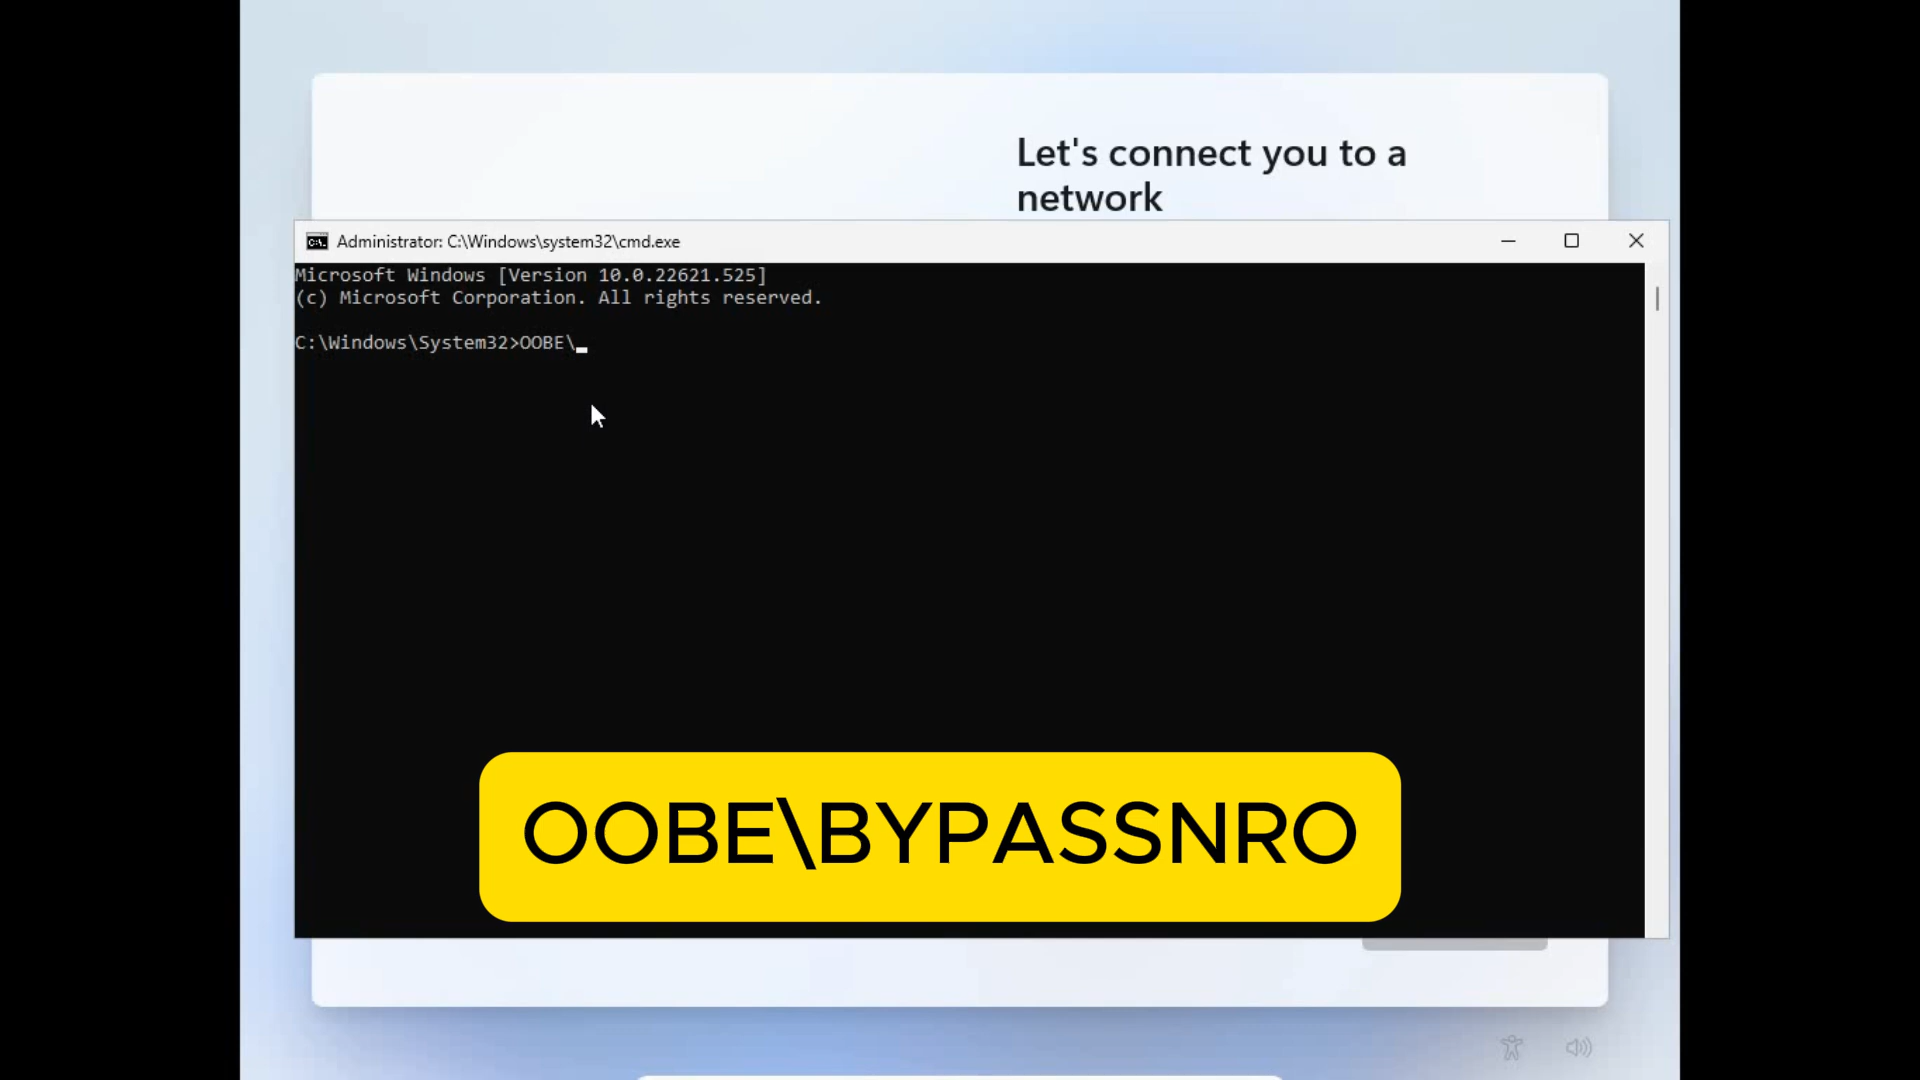 Let's connect you to a
network
Administrator: C:\Windows\system32\cmd.exe
Microsoft Windows [Version 10.0.22621.525]
(c) Microsoft Corporation. All rights reserved.
C:\Windows\System32>OOBE\
OOBE\BYPASSNRO